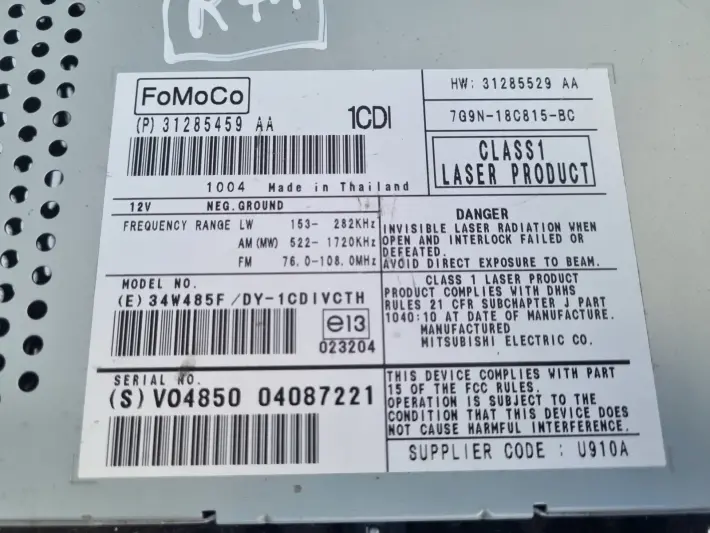 FoMoCo
1CDI
(P) 31285459 AA
1004 Made in Thailand
HW: 31285529 AA
7G9N-18C815-BC
CLASS1
LASER PRODUCT
12V NEG.GROUND
FREQUENCY RANGE LW 153- 282KHz
AM(MW) 522- 1720KHz
FM 76.0-108.0MHz
DANGER
INVISIBLE LASER RADIATION WHEN
OPEN AND INTERLOCK FAILED OR
DEFEATED.
AVOID DIRECT EXPOSURE TO BEAM.
MODEL NO.
(E) 34W485F/DY-1CDIVCTH
e13
023204
CLASS 1 LASER PRODUCT
PRODUCT COMPLIES WITH DHHS
RULES 21 CFR SUBCHAPTER J PART
1040:10 AT DATE OF MANUFACTURE.
MANUFACTURED
MITSUBISHI ELECTRIC CO.
SERIAL NO.
(S) V04850 04087221
THIS DEVICE COMPLIES WITH PART
15 OF THE FCC RULES.
OPERATION IS SUBJECT TO THE
CONDITION THAT THIS DEVICE DOES
NOT CAUSE HARMFUL INTERFERENCE.
SUPPLIER CODE : U910A